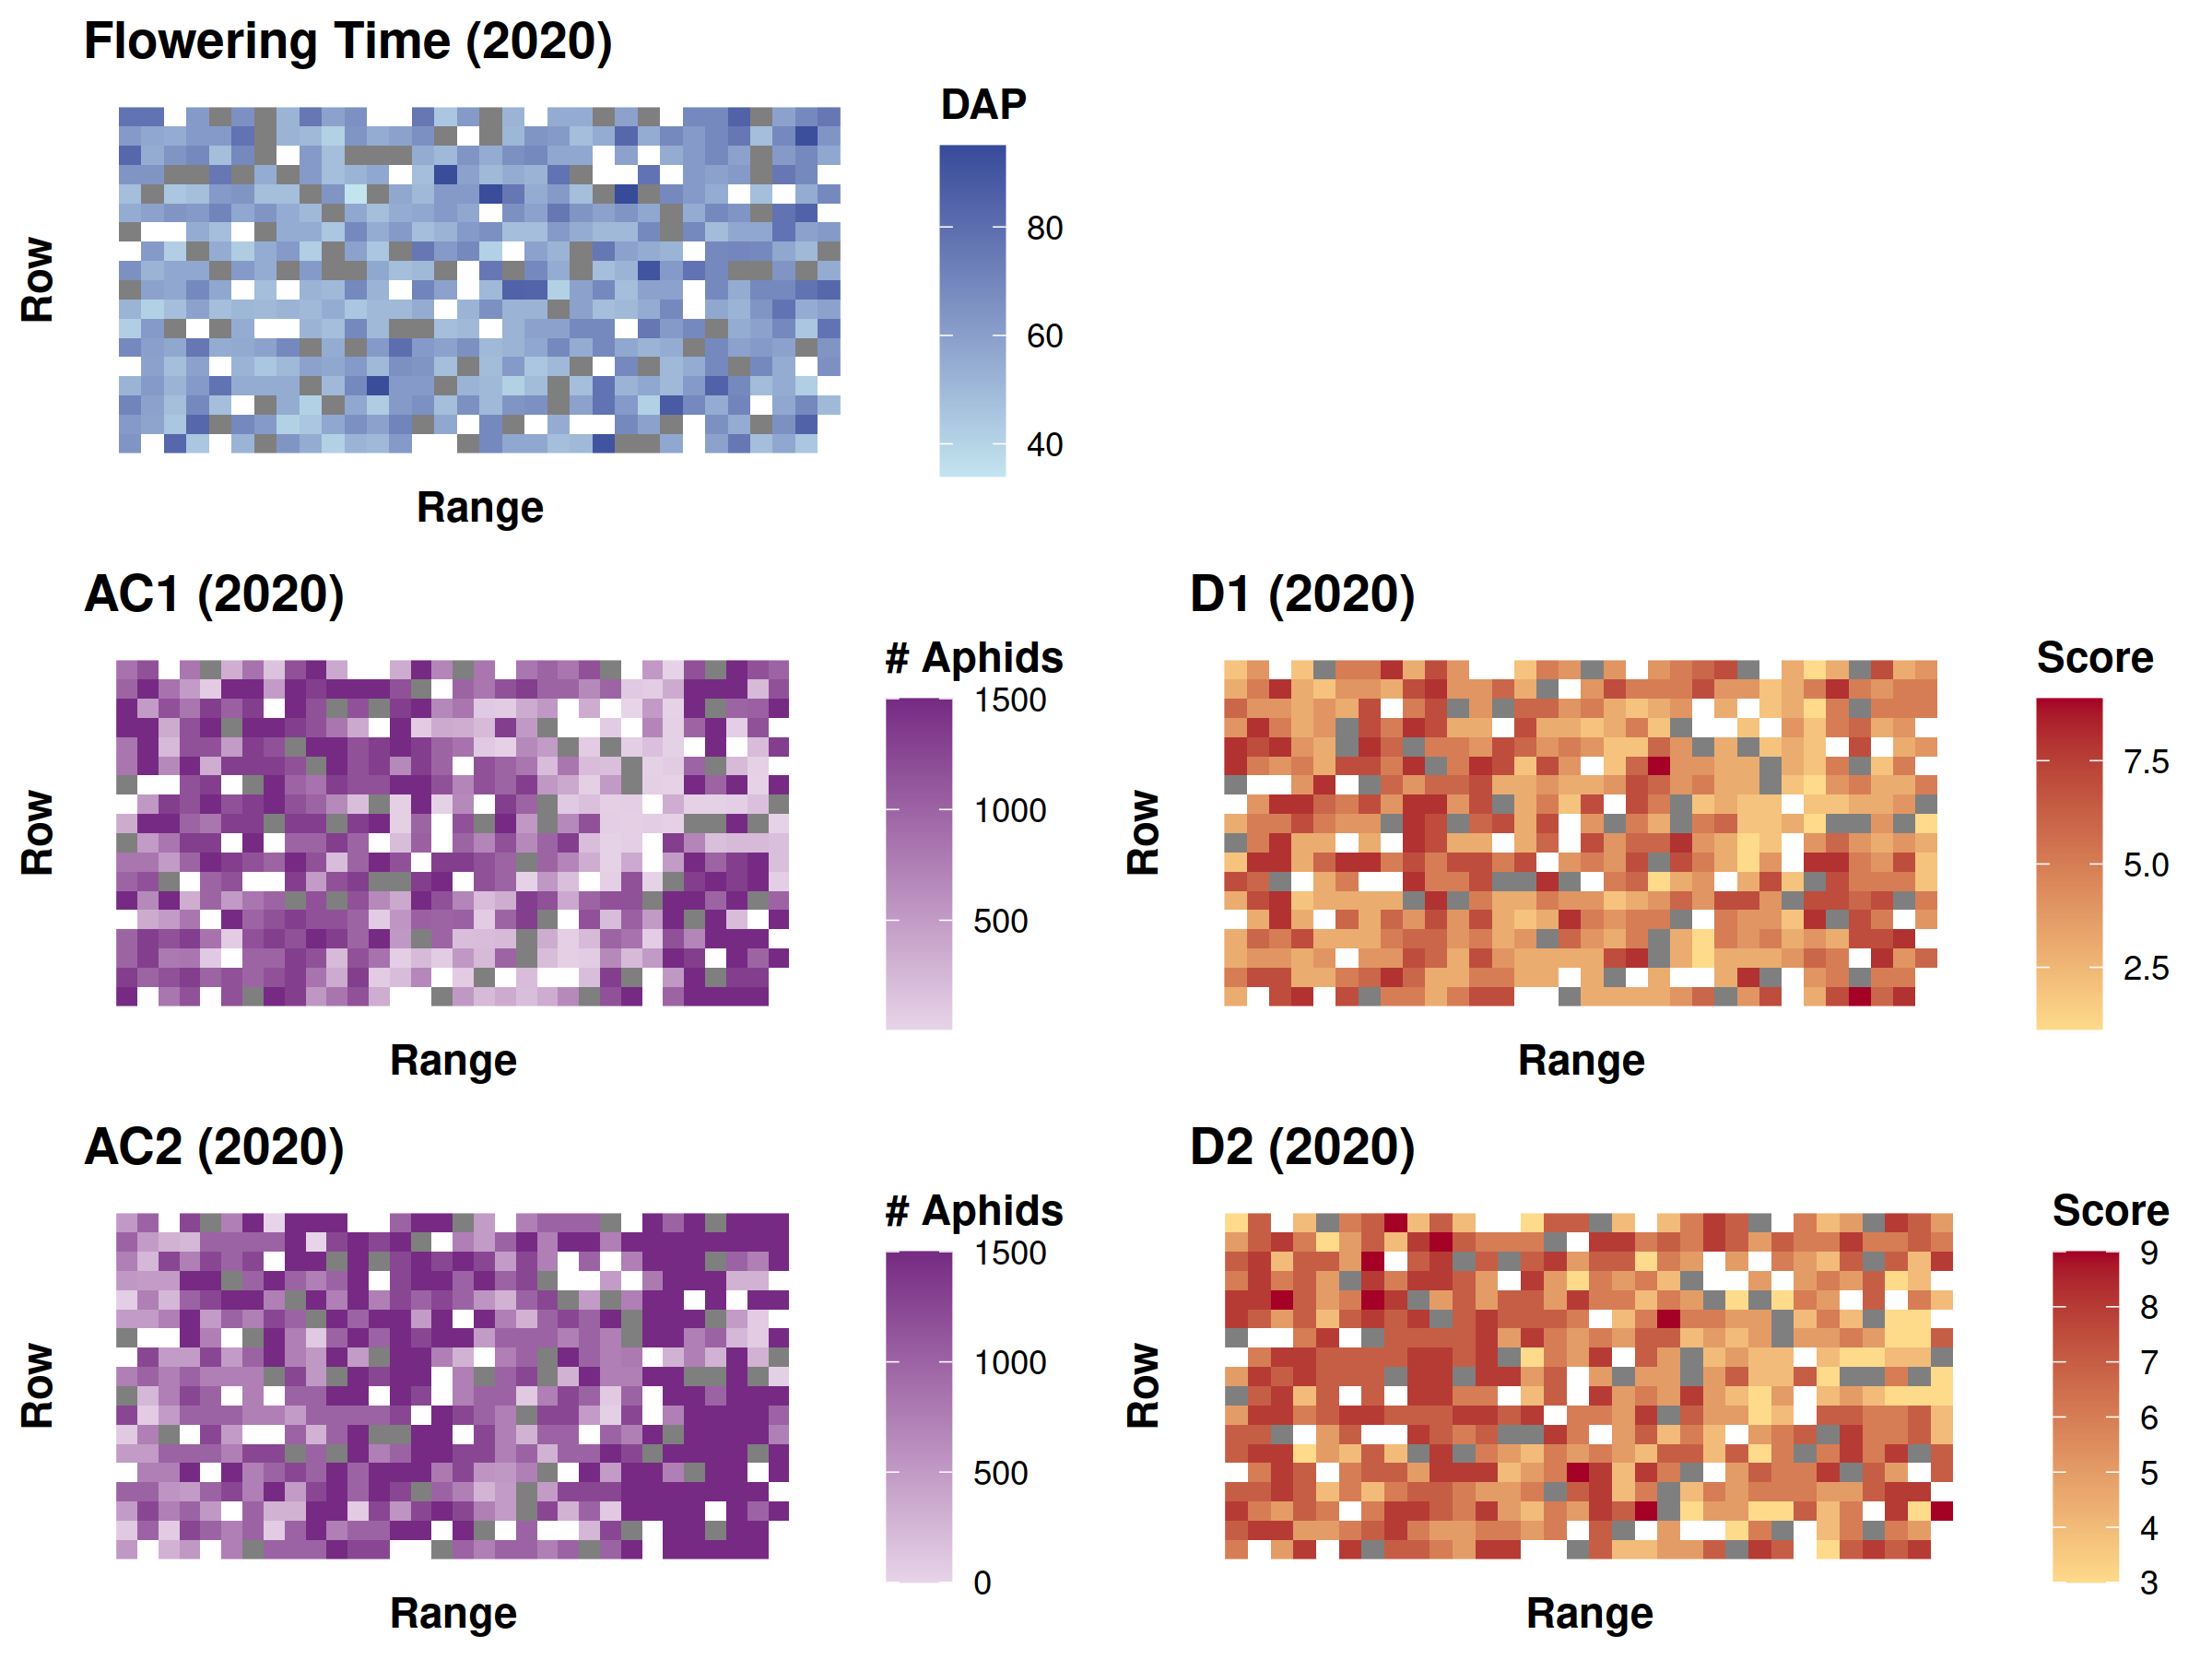 Flowering Time (2020)
DAP
80
60
40
Row
Range
AC1 (2020)
# Aphids
1500
1000
500
Row
Range
D1 (2020)
Score
7.5
5.0
2.5
Row
Range
AC2 (2020)
# Aphids
1500
1000
500
0
Row
Range
D2 (2020)
Score
9
8
7
6
5
4
3
Row
Range